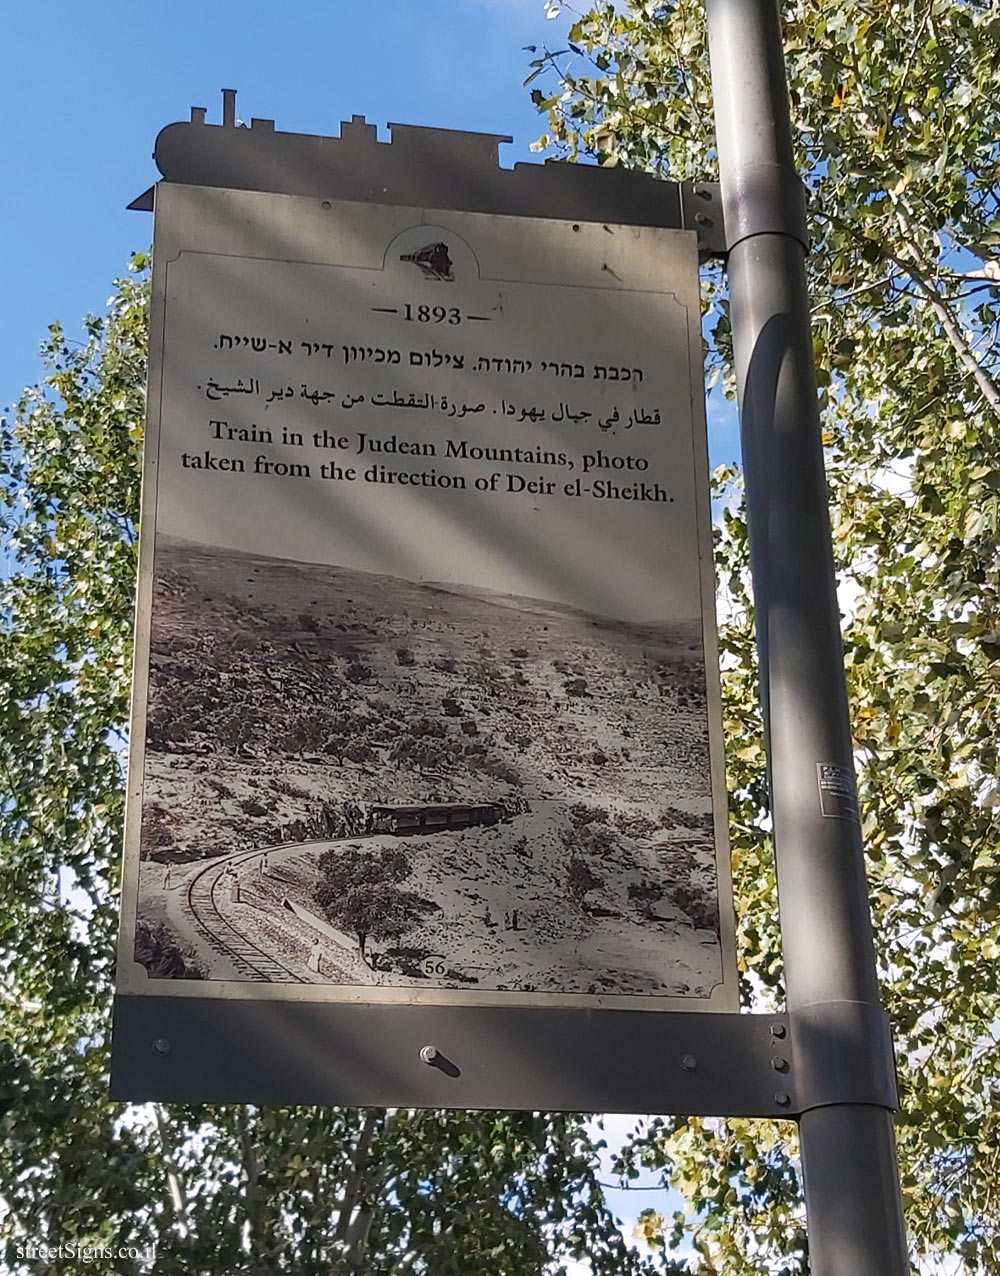 —1893—
רכבת בהרי יהודה. צילום מכיוון דיר א-שייח.
قطار في جبال يهودا. صورة التقطت من جهة دير الشيخ.
Train in the Judean Mountains, photo
taken from the direction of Deir el-Sheikh.
56
streetSigns.co.il